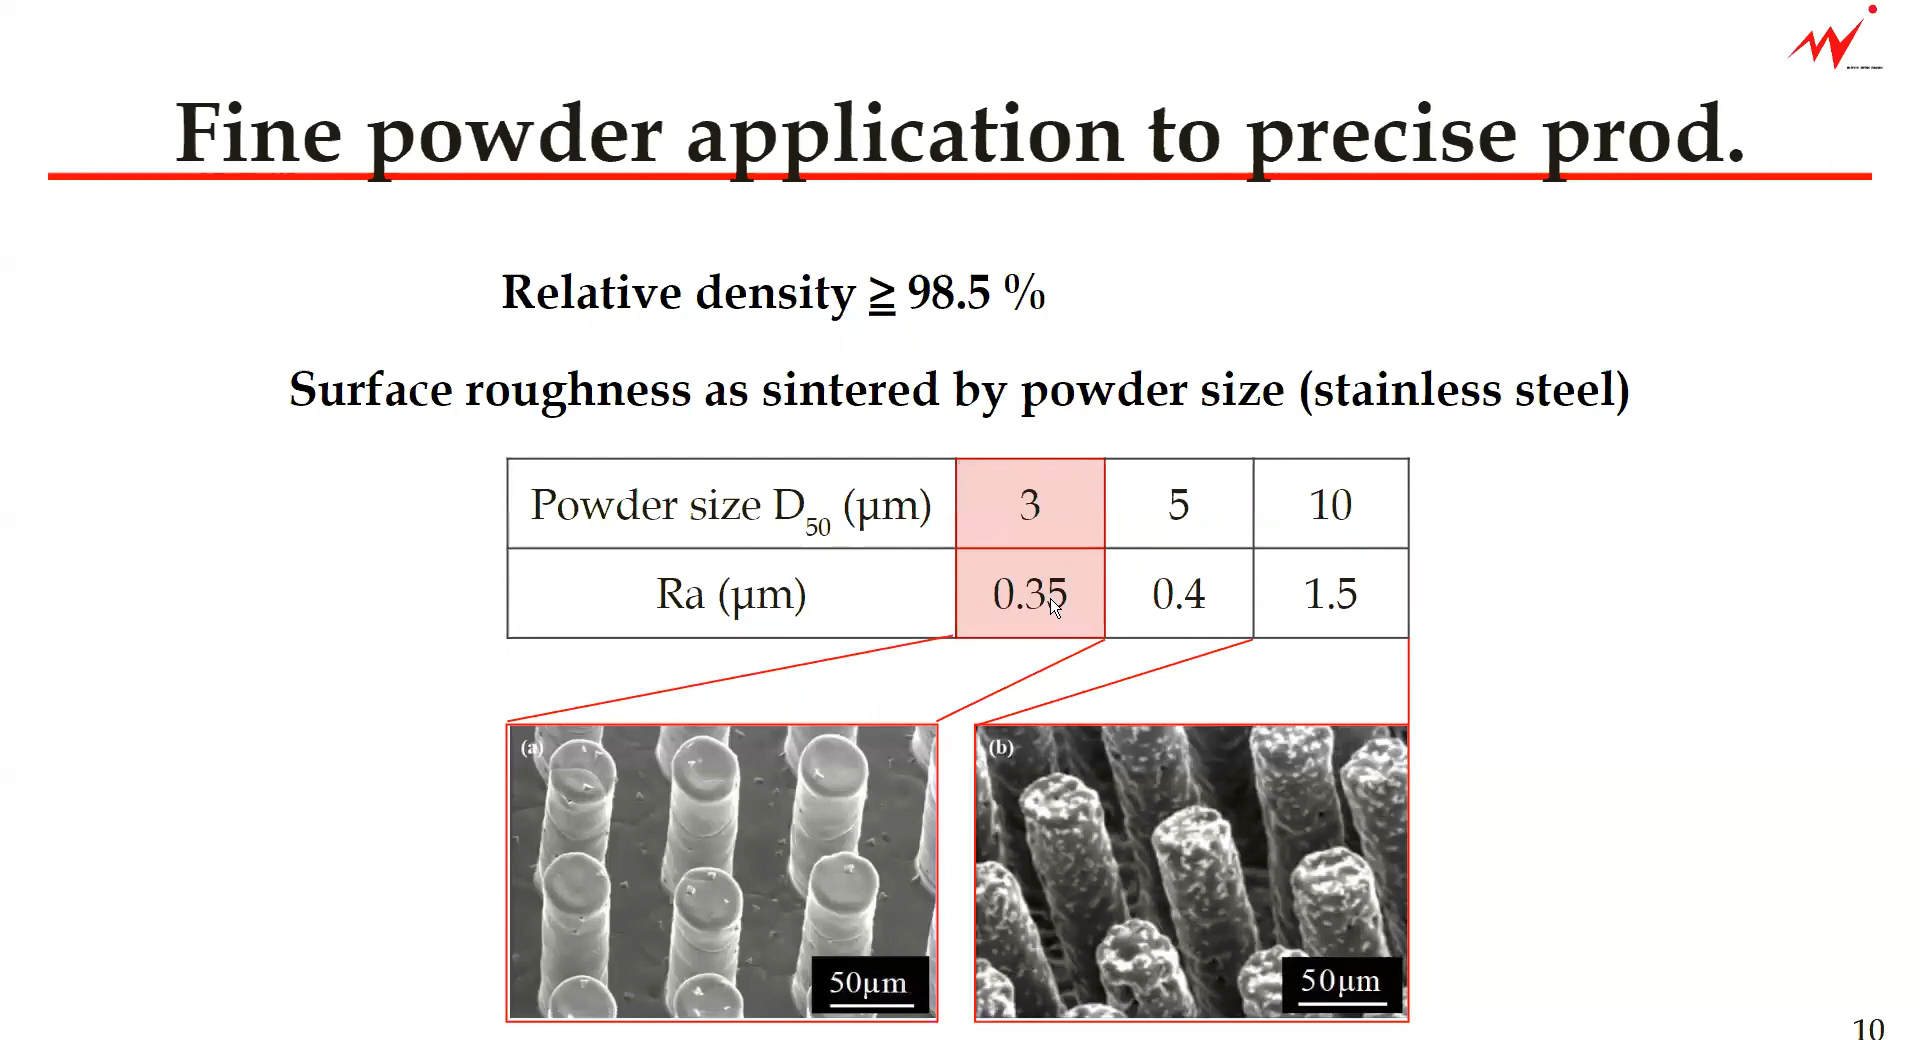 Fine powder application to precise prod.
Relative density ≧ 98.5 %
Surface roughness as sintered by powder size (stainless steel)
Powder size D50 (μm) 3 5 10
Ra (μm) 0.35 0.4 1.5
(a) (b)
50μm 50μm
10